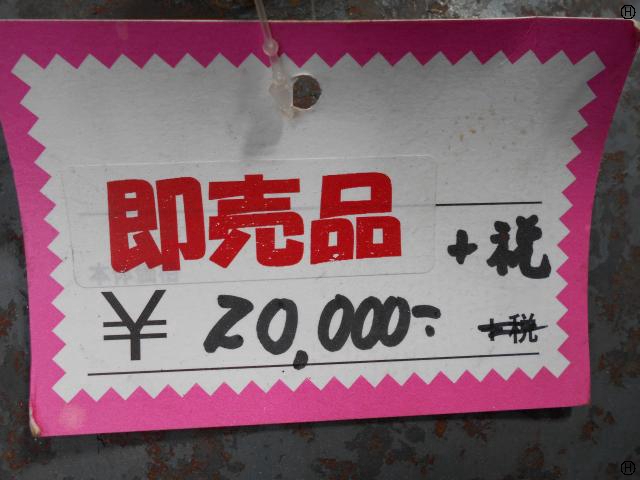 即売品
+税
¥20,000-
+税